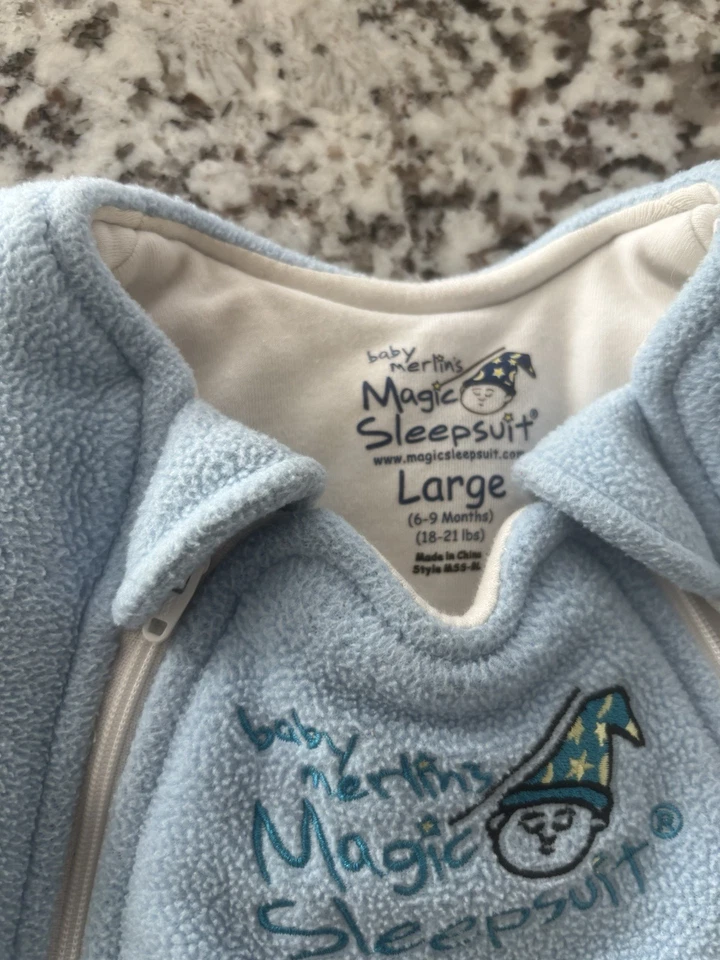 baby
merlin's
Magic
Sleepsuit®
www.magicsleepsuit.com
Large
(6-9 Months)
(18-21 lbs)
Made in China
baby
merlin's
Magic
Sleepsuit®